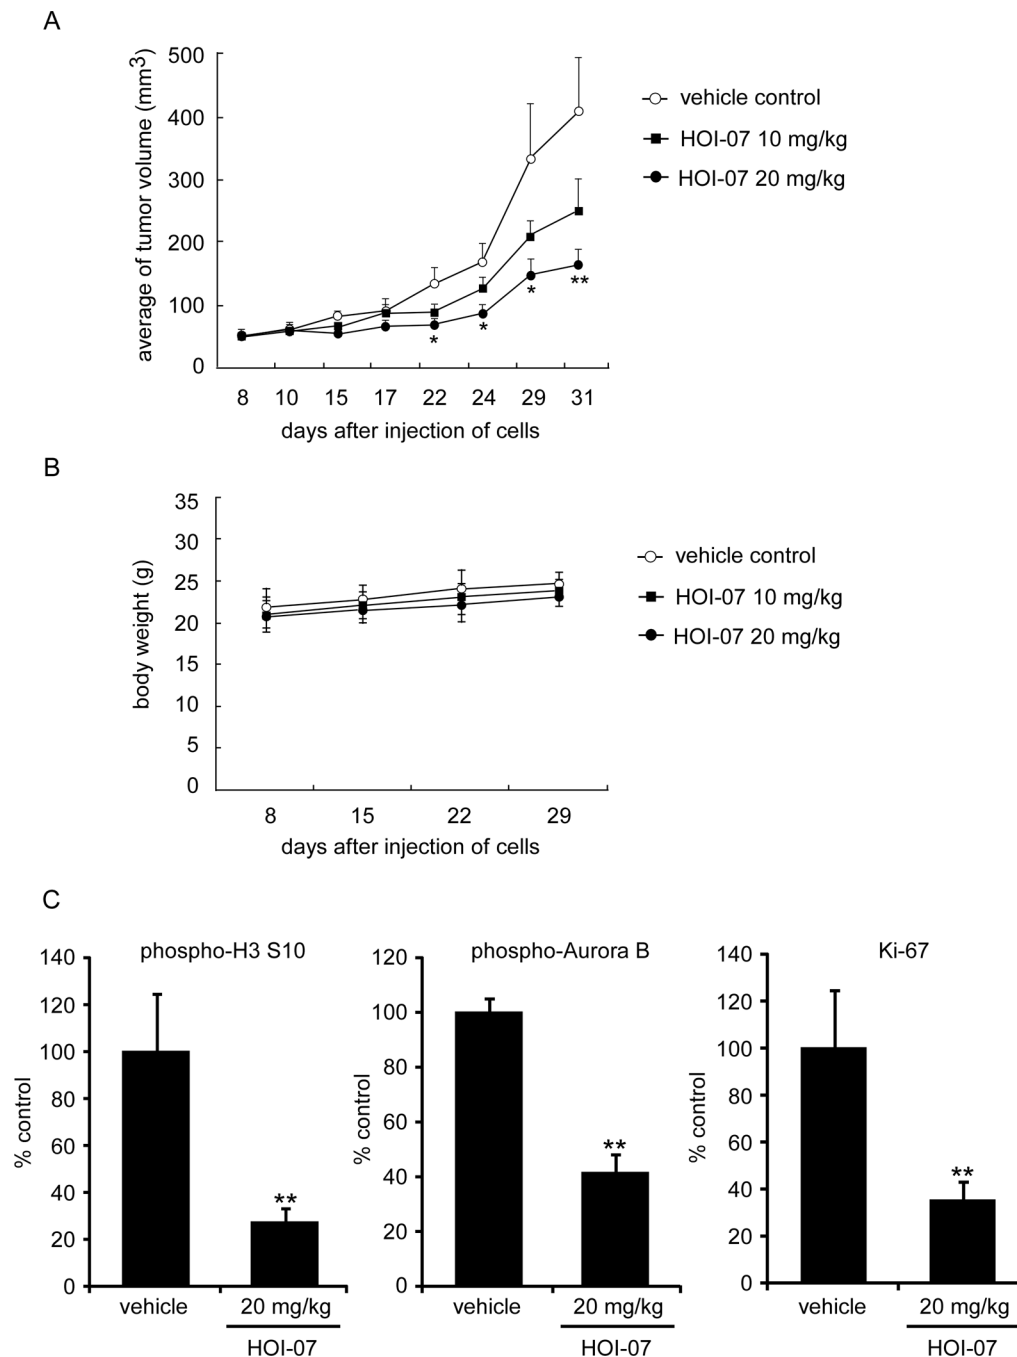 A
average of tumor volume (mm3)
500
400
300
200
100
0
vehicle control
HOI-07 10 mg/kg
HOI-07 20 mg/kg
*
*
*
**
8 10 15 17 22 24 29 31
days after injection of cells
B
body weight (g)
35
30
25
20
15
10
5
0
vehicle control
HOI-07 10 mg/kg
HOI-07 20 mg/kg
8 15 22 29
days after injection of cells
C
phospho-H3 S10
% control
140
120
100
80
60
40
20
0
**
vehicle 20 mg/kg
HOI-07
phospho-Aurora B
% control
120
100
80
60
40
20
0
**
vehicle 20 mg/kg
HOI-07
Ki-67
% control
140
120
100
80
60
40
20
0
**
vehicle 20 mg/kg
HOI-07